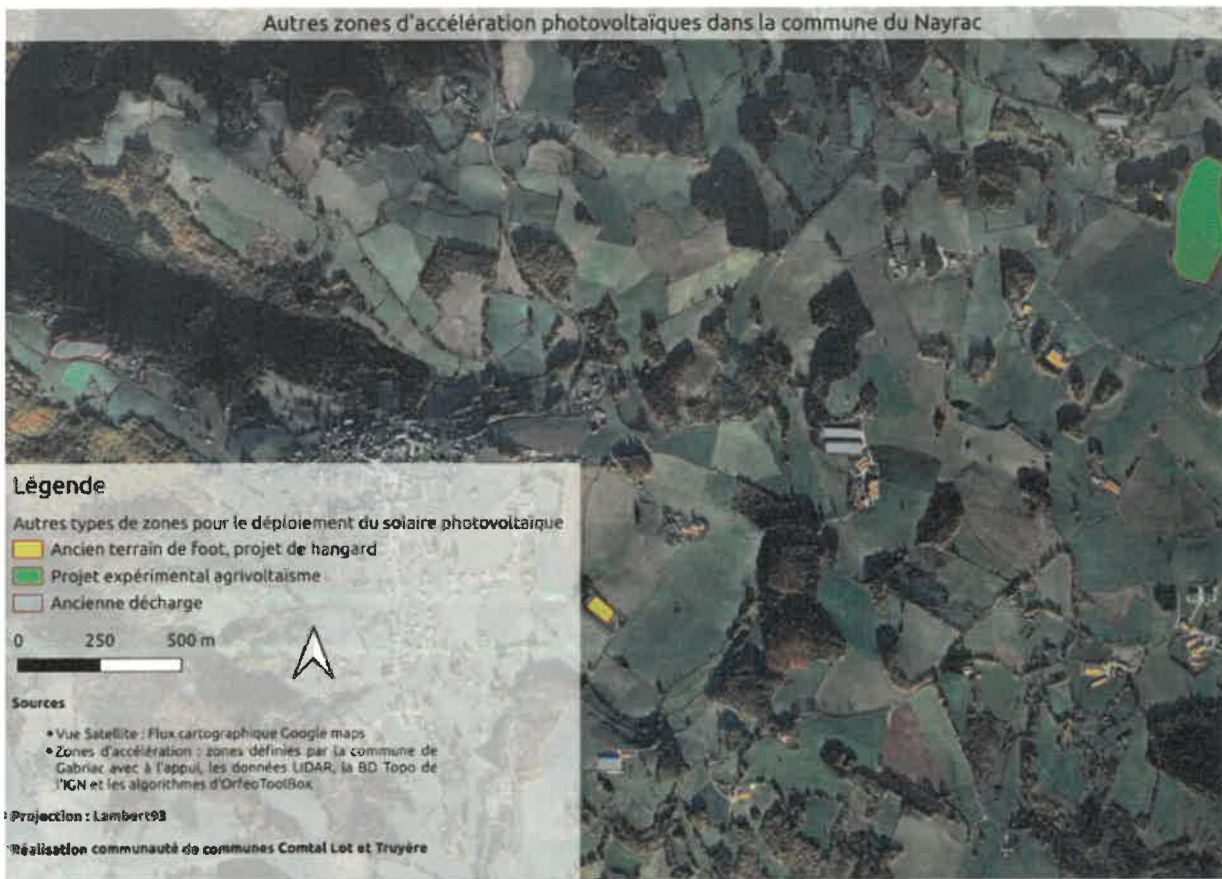 Autres zones d'accélération photovoltaïques dans la commune du Nayrac
Légende
Autres types de zones pour le déploiement du solaire photovoltaïque
Ancien terrain de foot, projet de hangard
Projet expérimental agrivoltaïsme
Ancienne décharge
0 250 500 m
Sources
• Vue Satellite : Flux cartographique Google maps
• Zones d'accélération : zones définies par la commune de
Gabriac avec à l'appui, les données LIDAR, la BD Topo de
l'IGN et les algorithmes d'OrfeoToolBox
Projection : Lambert93
Réalisation communauté de communes Comtal Lot et Truyère